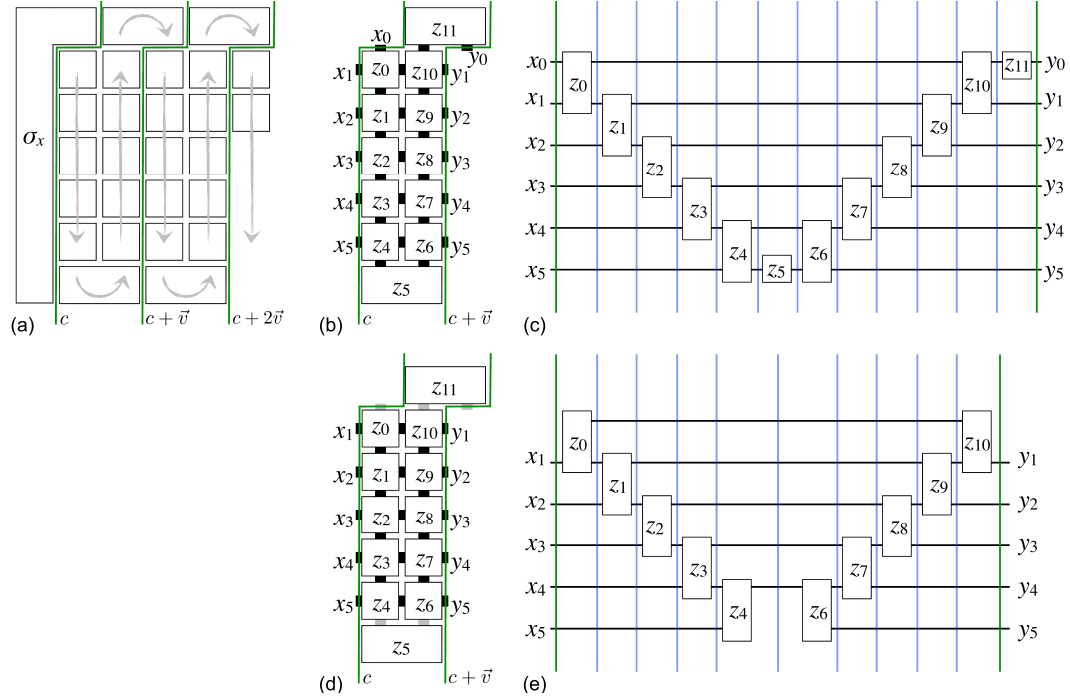 σₓ
(a)
c
c + v⃗
c + 2v⃗
x₀
z₁₁
y₀
x₁ z₀ z₁₀ y₁
x₂ z₁ z₉ y₂
x₃ z₂ z₈ y₃
x₄ z₃ z₇ y₄
x₅ z₄ z₆ y₅
z₅
(b)
c
c + v⃗
x₀ z₀ z₁₀ z₁₁ y₀
x₁ z₁ z₉ y₁
x₂ z₂ z₈ y₂
x₃ z₃ z₇ y₃
x₄ z₄ z₆ y₄
x₅ z₅ y₅
(c)
z₁₁
x₁ z₀ z₁₀ y₁
x₂ z₁ z₉ y₂
x₃ z₂ z₈ y₃
x₄ z₃ z₇ y₄
x₅ z₄ z₆ y₅
z₅
(d)
c
c + v⃗
z₀ z₁₀
x₁ z₁ z₉ y₁
x₂ z₂ z₈ y₂
x₃ z₃ z₇ y₃
x₄ z₄ z₆ y₄
x₅ y₅
(e)